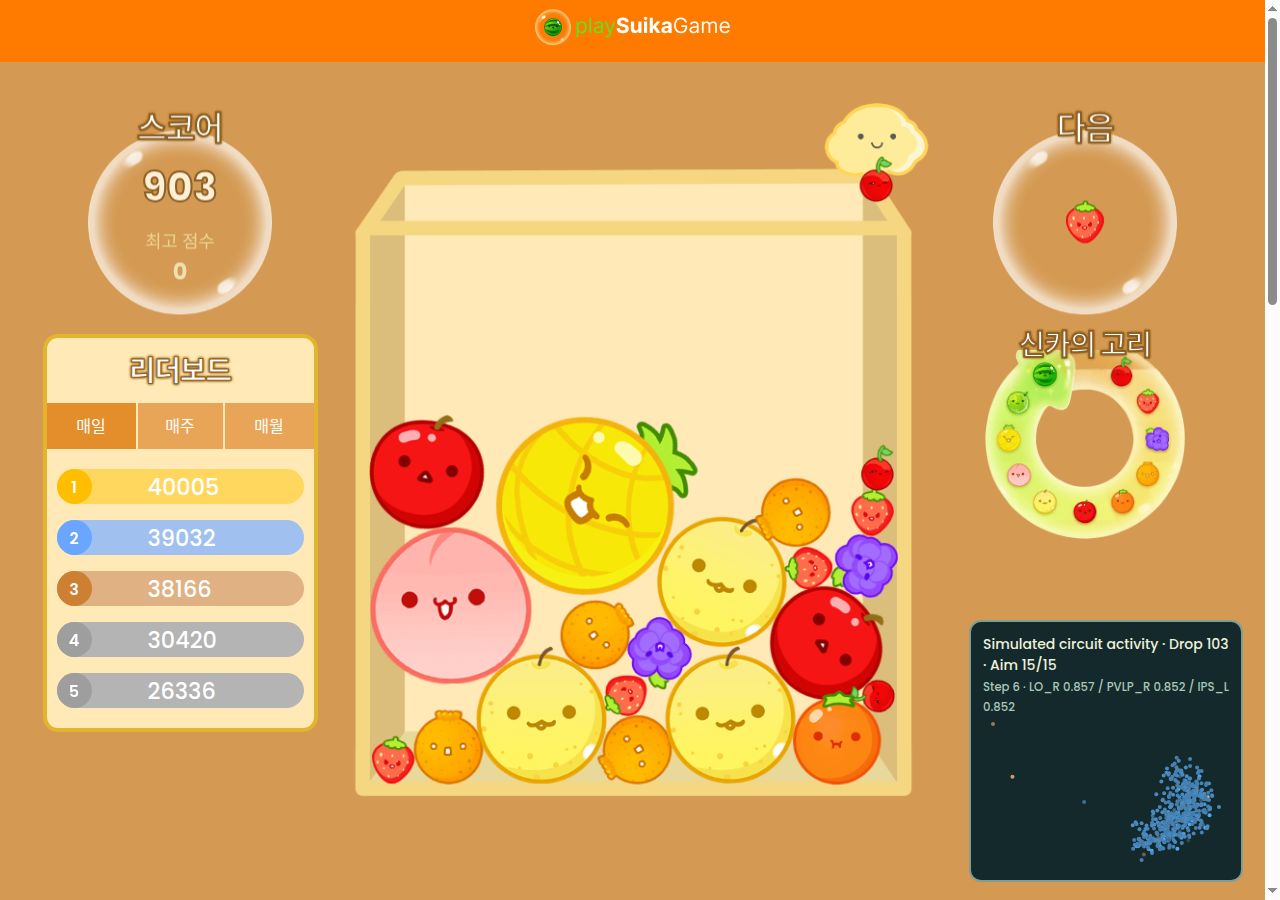 playSuikaGame
스코어
903
최고 점수
0
리더보드
매일 매주 매월
1 40005
2 39032
3 38166
4 30420
5 26336
다음
신카의 고리
Simulated circuit activity · Drop 103
· Aim 15/15
Step 6 · LO_R 0.857 / PVLP_R 0.852 / IPS_L
0.852